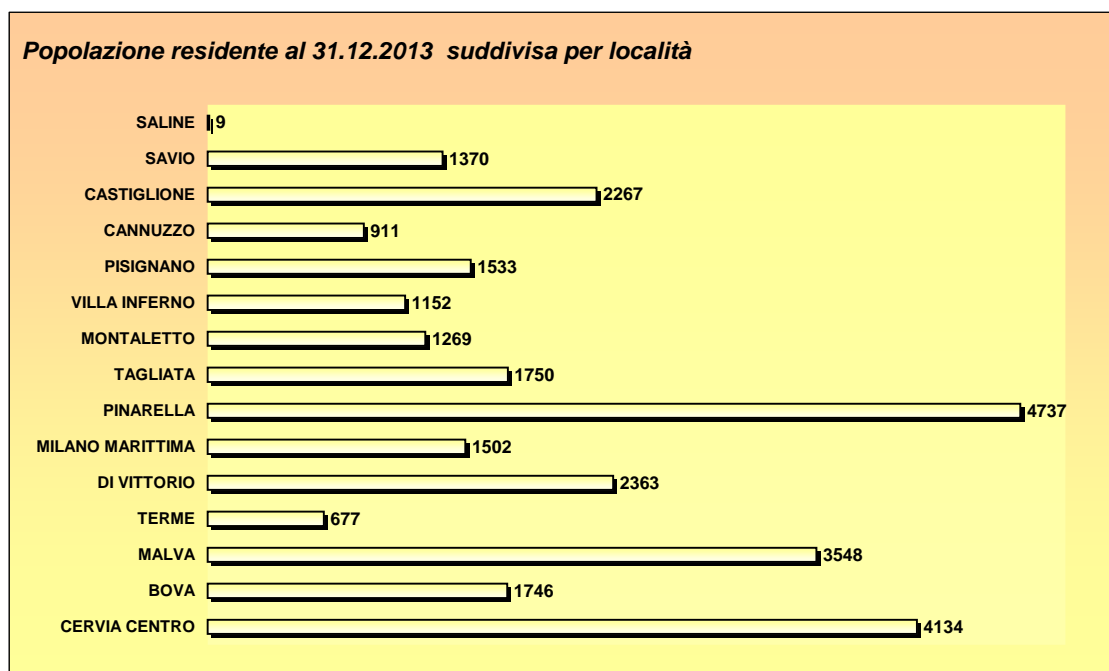 Popolazione residente al 31.12.2013 suddivisa per località
SALINE 9
SAVIO 1370
CASTIGLIONE 2267
CANNUZZO 911
PISIGNANO 1533
VILLA INFERNO 1152
MONTALETTO 1269
TAGLIATA 1750
PINARELLA 4737
MILANO MARITTIMA 1502
DI VITTORIO 2363
TERME 677
MALVA 3548
BOVA 1746
CERVIA CENTRO 4134